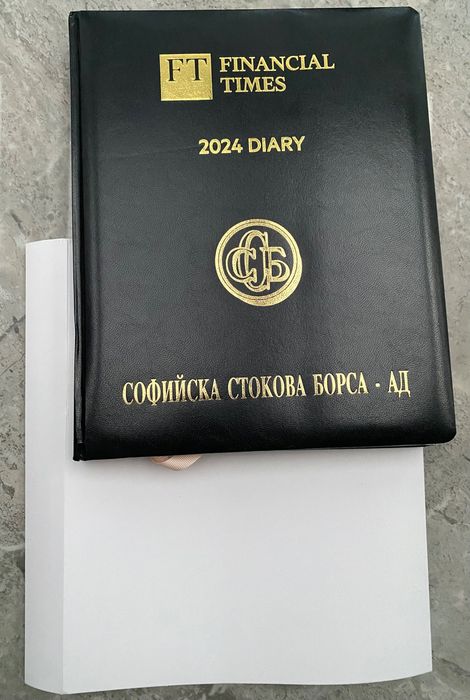 FT FINANCIAL
TIMES
2024 DIARY
ССБ
СОФИЙСКА СТОКОВА БОРСА · АД